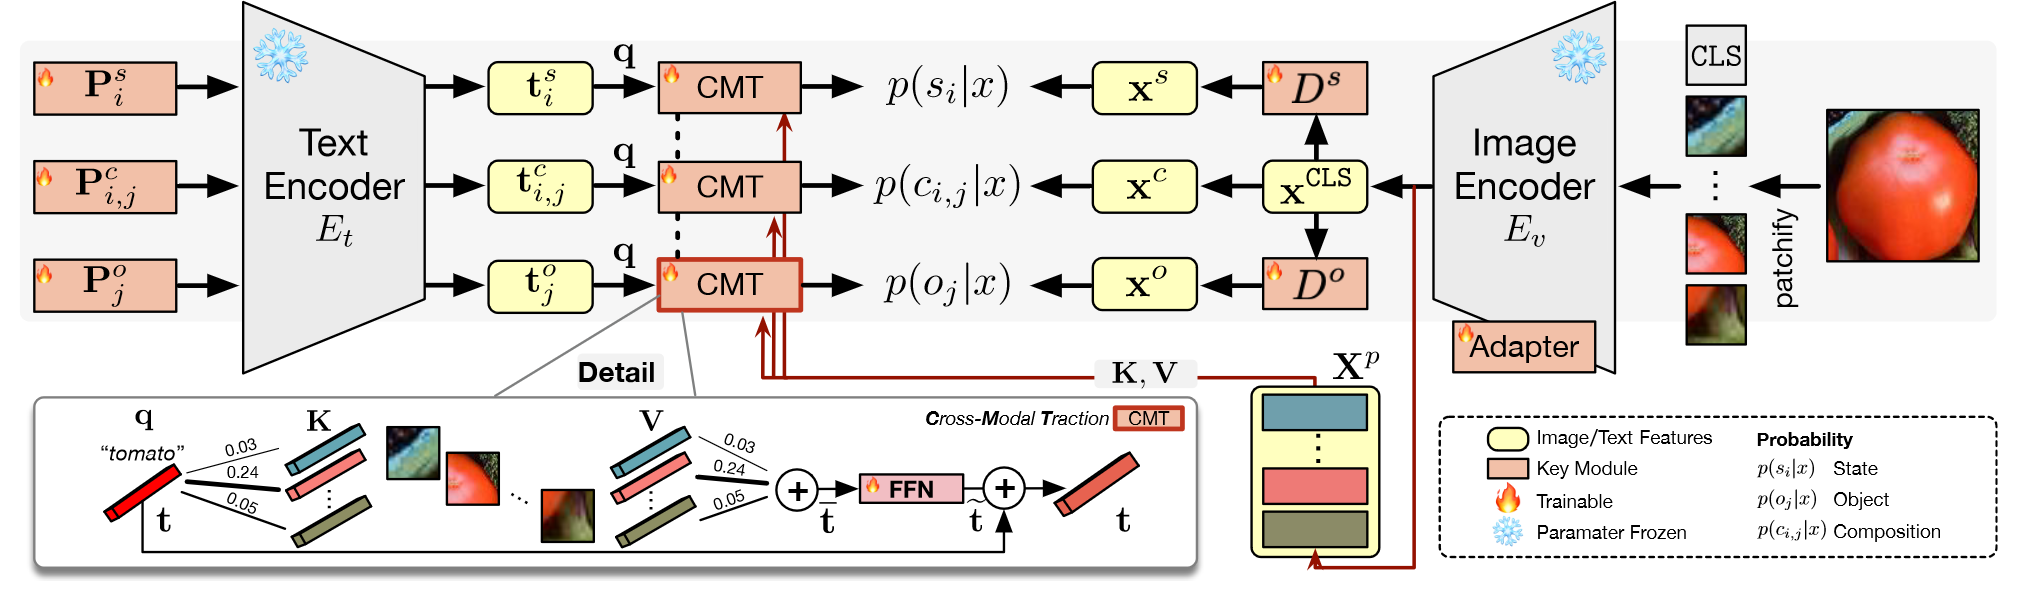 P_i^s
q
t_i^s
CMT
p(s_i|x)
x^s
D^s
CLS
Text
Encoder
E_t
P_{i,j}^c
q
t_{i,j}^c
CMT
p(c_{i,j}|x)
x^c
x^CLS
Image
Encoder
E_v
patchify
P_j^o
q
t_j^o
CMT
p(o_j|x)
x^o
D^o
Adapter
Detail
K, V
X^p
q
K
V
Cross-Modal Traction CMT
"tomato"
0.03
0.24
0.05
0.03
0.24
0.05
t
+
t̄
FFN
t̃
+
t
Image/Text Features
Key Module
Trainable
Paramater Frozen
Probability
p(s_i|x) State
p(o_j|x) Object
p(c_{i,j}|x) Composition